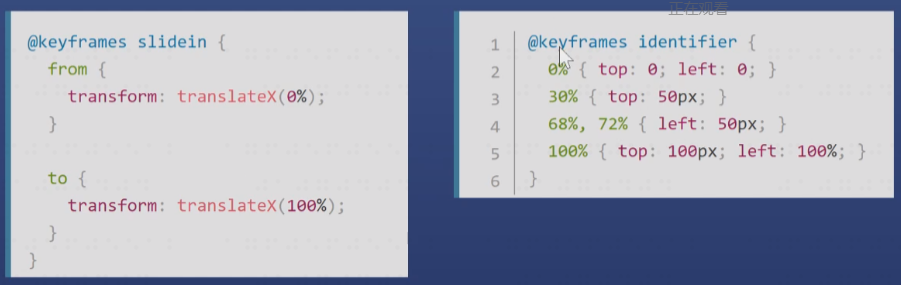 正在观看
@keyframes slidein {
  from {
    transform: translateX(0%);
  }

  to {
    transform: translateX(100%);
  }
}
1 @keyframes identifier {
2   0% { top: 0; left: 0; }
3   30% { top: 50px; }
4   68%, 72% { left: 50px; }
5   100% { top: 100px; left: 100%; }
6 }